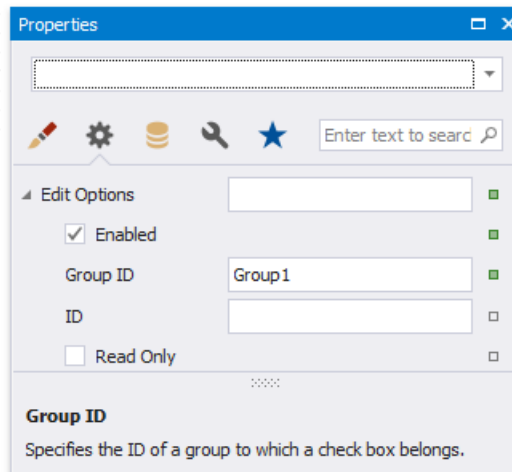 Properties
Enter text to searc
Edit Options
Enabled
Group ID
Group1
ID
Read Only
Group ID
Specifies the ID of a group to which a check box belongs.